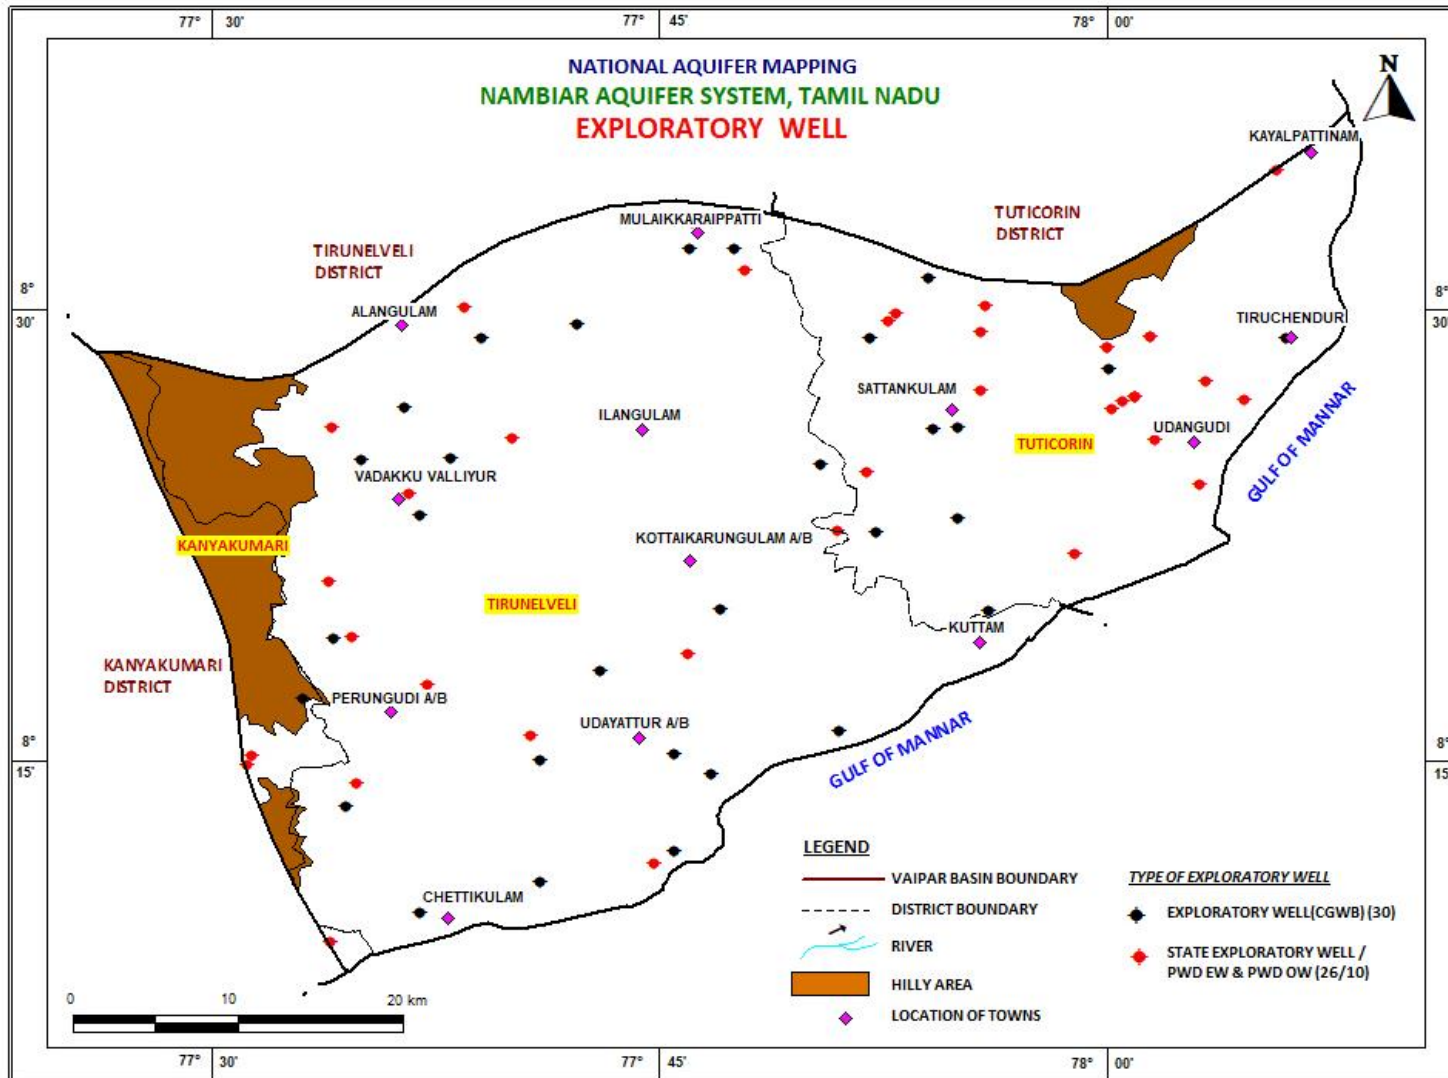 77° 30'
77° 45'
78° 00'
NATIONAL AQUIFER MAPPING
NAMBIAR AQUIFER SYSTEM, TAMIL NADU
EXPLORATORY WELL
N
KAYALPATTINAM
MULAIKKARAIPPATTI
TUTICORIN
DISTRICT
TIRUNELVELI
DISTRICT
8°
30'
8°
30'
ALANGULAM
TIRUCHENDUR
SATTANKULAM
ILANGULAM
TUTICORIN
UDANGUDI
GULF OF MANNAR
VADAKKU VALLIYUR
KANYAKUMARI
KOTTAIKARUNGULAM A/B
TIRUNELVELI
KUTTAM
KANYAKUMARI
DISTRICT
PERUNGUDI A/B
UDAYATTUR A/B
GULF OF MANNAR
8°
15'
8°
15'
LEGEND
VAIPAR BASIN BOUNDARY
DISTRICT BOUNDARY
RIVER
HILLY AREA
LOCATION OF TOWNS
TYPE OF EXPLORATORY WELL
EXPLORATORY WELL(CGWB) (30)
STATE EXPLORATORY WELL /
PWD EW & PWD OW (26/10)
CHETTIKULAM
0 10 20 km
77° 30'
77° 45'
78° 00'